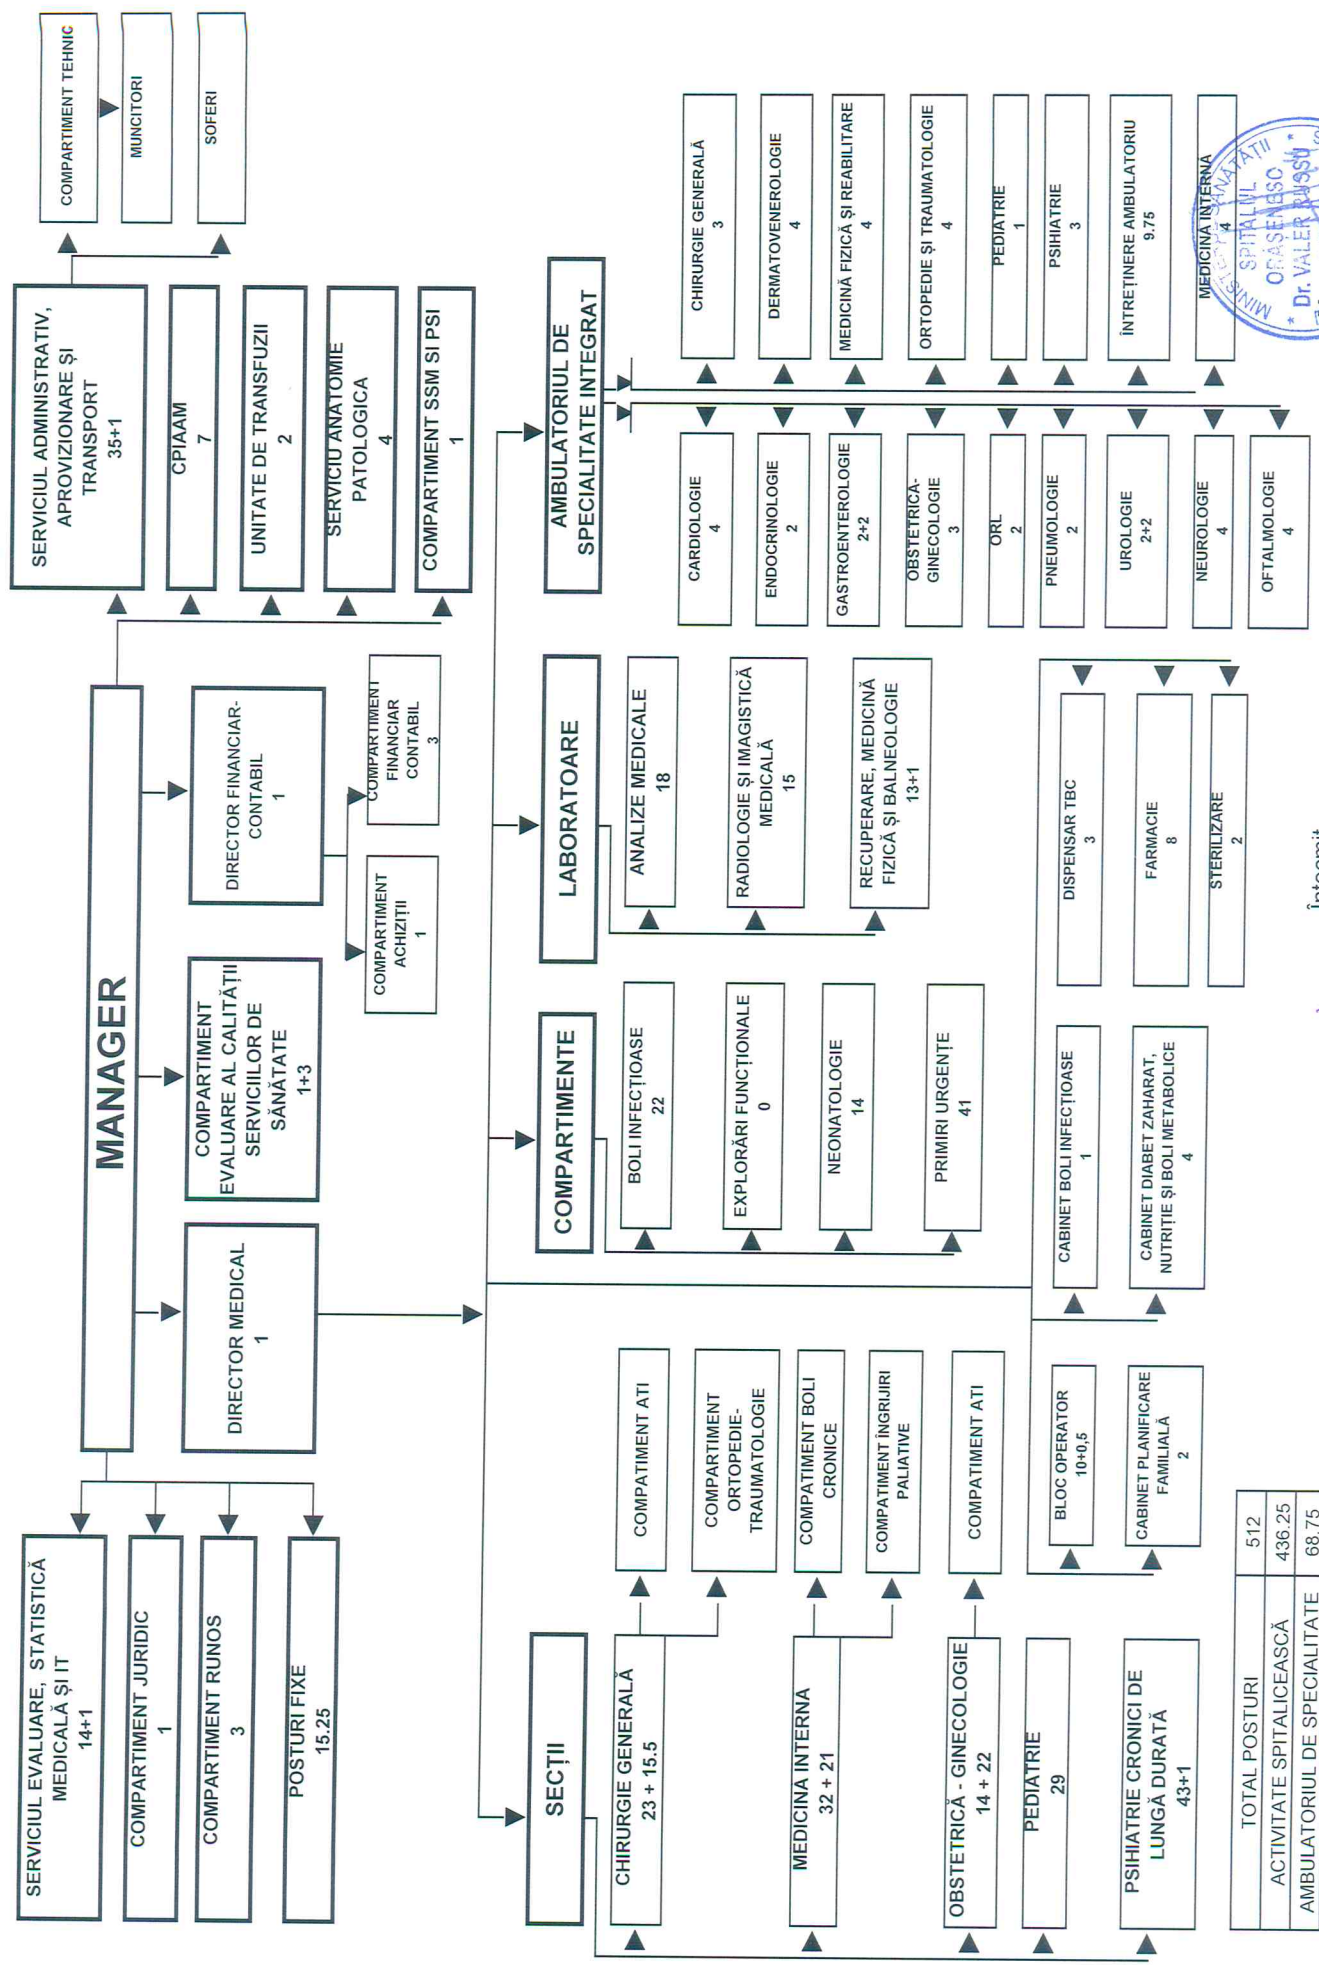 MANAGER
SERVICIUL EVALUARE, STATISTICĂ
MEDICALĂ ȘI IT
14+1
COMPARTIMENT JURIDIC
1
COMPARTIMENT RUNOS
3
POSTURI FIXE
15.25
DIRECTOR MEDICAL
1
COMPARTIMENT
EVALUARE AL CALITĂȚII
SERVICIILOR DE
SĂNĂTATE
1+3
DIRECTOR FINANCIAR-
CONTABIL
1
COMPARTIMENT
ACHIZIȚII
1
COMPARTIMENT
FINANCIAR
CONTABIL
3
SERVICIUL ADMINISTRATIV,
APROVIZIONARE ȘI
TRANSPORT
35+1
CPIAAM
7
UNITATE DE TRANSFUZII
2
SERVICIU ANATOMIE
PATOLOGICA
4
COMPARTIMENT SSM SI PSI
1
COMPARTIMENT TEHNIC
MUNCITORI
SOFERI
SECȚII
CHIRURGIE GENERALĂ
23 + 15.5
MEDICINA INTERNA
32 + 21
OBSTETRICĂ - GINECOLOGIE
14 + 22
PEDIATRIE
29
PSIHIATRIE CRONICI DE
LUNGĂ DURATĂ
43+1
COMPATIMENT ATI
COMPARTIMENT
ORTOPEDIE-
TRAUMATOLOGIE
COMPATIMENT BOLI
CRONICE
COMPATIMENT ÎNGRIJIRI
PALIATIVE
COMPATIMENT ATI
COMPARTIMENTE
BOLI INFECȚIOASE
22
EXPLORĂRI FUNCȚIONALE
0
NEONATOLOGIE
14
PRIMIRI URGENȚE
41
LABORATOARE
ANALIZE MEDICALE
18
RADIOLOGIE ȘI IMAGISTICĂ
MEDICALĂ
15
RECUPERARE, MEDICINĂ
FIZICĂ ȘI BALNEOLOGIE
13+1
AMBULATORIUL DE
SPECIALITATE INTEGRAT
CARDIOLOGIE
4
ENDOCRINOLOGIE
2
GASTROENTEROLOGIE
2+2
OBSTETRICA-
GINECOLOGIE
3
ORL
2
PNEUMOLOGIE
2
UROLOGIE
2+2
NEUROLOGIE
4
OFTALMOLOGIE
4
CHIRURGIE GENERALĂ
3
DERMATOVENEROLOGIE
4
MEDICINĂ FIZICĂ ȘI REABILITARE
4
ORTOPEDIE ȘI TRAUMATOLOGIE
4
PEDIATRIE
1
PSIHIATRIE
3
ÎNTREȚINERE AMBULATORIU
9.75
MEDICINA INTERNA
4
BLOC OPERATOR
10+0,5
CABINET PLANIFICARE
FAMILIALĂ
2
CABINET BOLI INFECȚIOASE
1
CABINET DIABET ZAHARAT,
NUTRIȚIE ȘI BOLI METABOLICE
4
DISPENSAR TBC
3
FARMACIE
8
STERILIZARE
2
TOTAL POSTURI 512
ACTIVITATE SPITALICEASCĂ 436.25
AMBULATORIUL DE SPECIALITATE 68.75
Întocmit
MINISTERUL SĂNĂTĂȚII
SPITALUL
ORĂȘENESC
Dr. VALER RUSSU